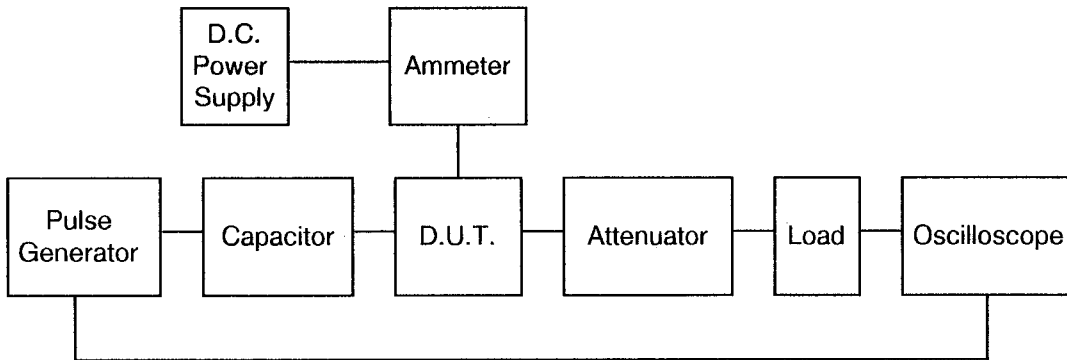 D.C.
Power
Supply
Ammeter
Pulse
Generator
Capacitor
D.U.T.
Attenuator
Load
Oscilloscope